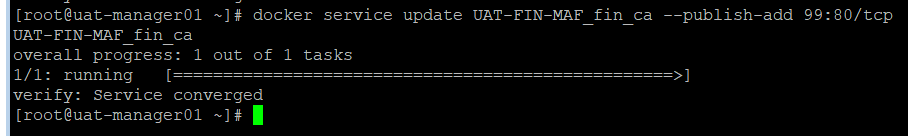 [root@uat-manager01 ~]# docker service update UAT-FIN-MAF_fin_ca --publish-add 99:80/tcp
UAT-FIN-MAF_fin_ca
overall progress: 1 out of 1 tasks
1/1: running   [==================================================>]
verify: Service converged
[root@uat-manager01 ~]#